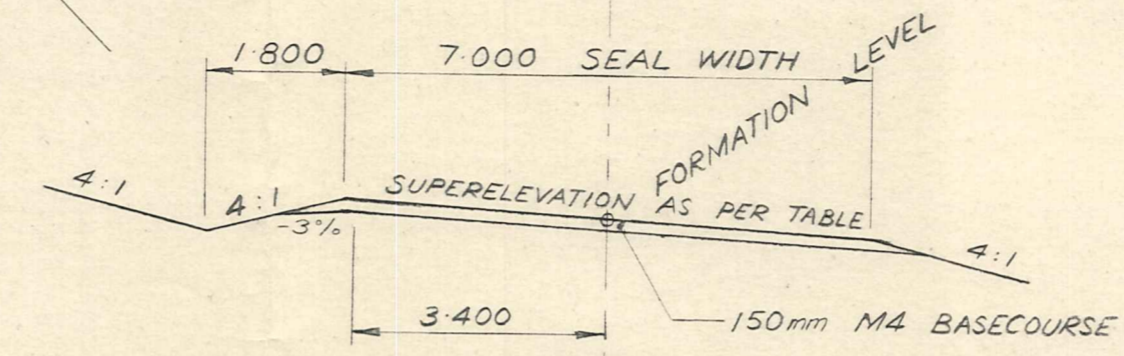 1·800
7·000 SEAL WIDTH
FORMATION LEVEL
4:1
4:1
SUPERELEVATION AS PER TABLE
-3%
4:1
3·400
150mm M4 BASECOURSE